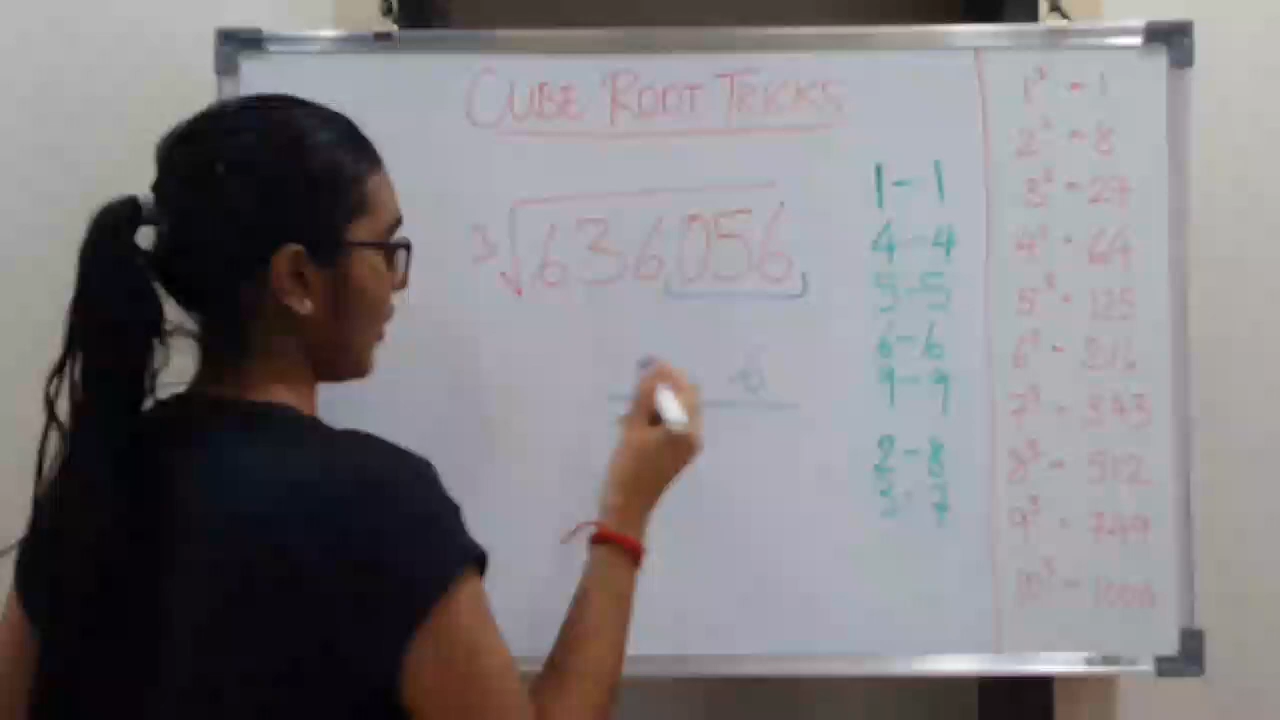 CUBE ROOT TRICKS
3√636056
6
1-1
4-4
5-5
6-6
9-9
2-8
3-7
1³ - 1
2³ - 8
3³ - 27
4³ - 64
5³ - 125
6³ - 216
7³ - 343
8³ - 512
9³ - 749
10³ - 1000